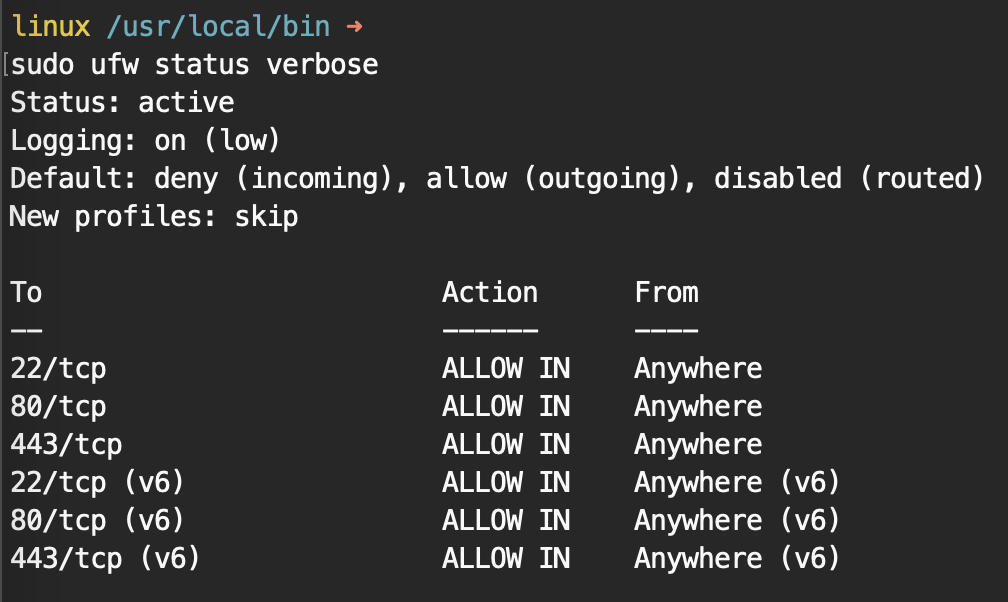 linux /usr/local/bin ➜
[sudo ufw status verbose
Status: active
Logging: on (low)
Default: deny (incoming), allow (outgoing), disabled (routed)
New profiles: skip

To                         Action      From
--                         ------      ----
22/tcp                     ALLOW IN    Anywhere
80/tcp                     ALLOW IN    Anywhere
443/tcp                    ALLOW IN    Anywhere
22/tcp (v6)                ALLOW IN    Anywhere (v6)
80/tcp (v6)                ALLOW IN    Anywhere (v6)
443/tcp (v6)               ALLOW IN    Anywhere (v6)